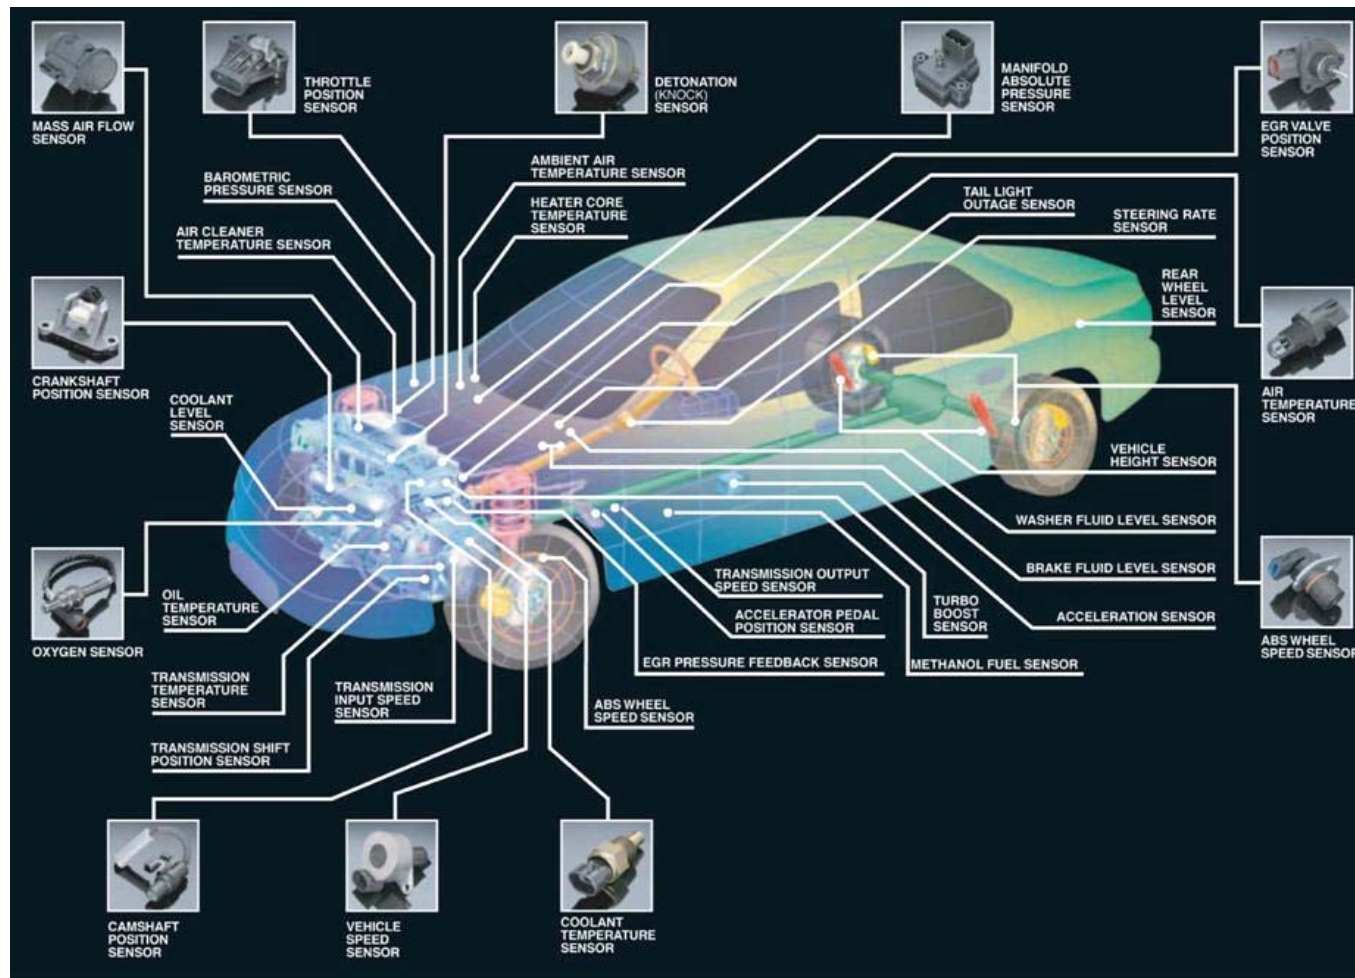 MASS AIR FLOW
SENSOR
THROTTLE
POSITION
SENSOR
DETONATION
(KNOCK)
SENSOR
MANIFOLD
ABSOLUTE
PRESSURE
SENSOR
EGR VALVE
POSITION
SENSOR
BAROMETRIC
PRESSURE SENSOR
AMBIENT AIR
TEMPERATURE SENSOR
HEATER CORE
TEMPERATURE
SENSOR
TAIL LIGHT
OUTAGE SENSOR
STEERING RATE
SENSOR
AIR CLEANER
TEMPERATURE SENSOR
REAR
WHEEL
LEVEL
SENSOR
CRANKSHAFT
POSITION SENSOR
COOLANT
LEVEL
SENSOR
AIR
TEMPERATURE
SENSOR
VEHICLE
HEIGHT SENSOR
WASHER FLUID LEVEL SENSOR
BRAKE FLUID LEVEL SENSOR
OIL
TEMPERATURE
SENSOR
OXYGEN SENSOR
TRANSMISSION OUTPUT
SPEED SENSOR
TURBO
BOOST
SENSOR
ACCELERATION SENSOR
ACCELERATOR PEDAL
POSITION SENSOR
ABS WHEEL
SPEED SENSOR
EGR PRESSURE FEEDBACK SENSOR
METHANOL FUEL SENSOR
TRANSMISSION
TEMPERATURE
SENSOR
TRANSMISSION
INPUT SPEED
SENSOR
ABS WHEEL
SPEED SENSOR
TRANSMISSION SHIFT
POSITION SENSOR
CAMSHAFT
POSITION
SENSOR
VEHICLE
SPEED
SENSOR
COOLANT
TEMPERATURE
SENSOR